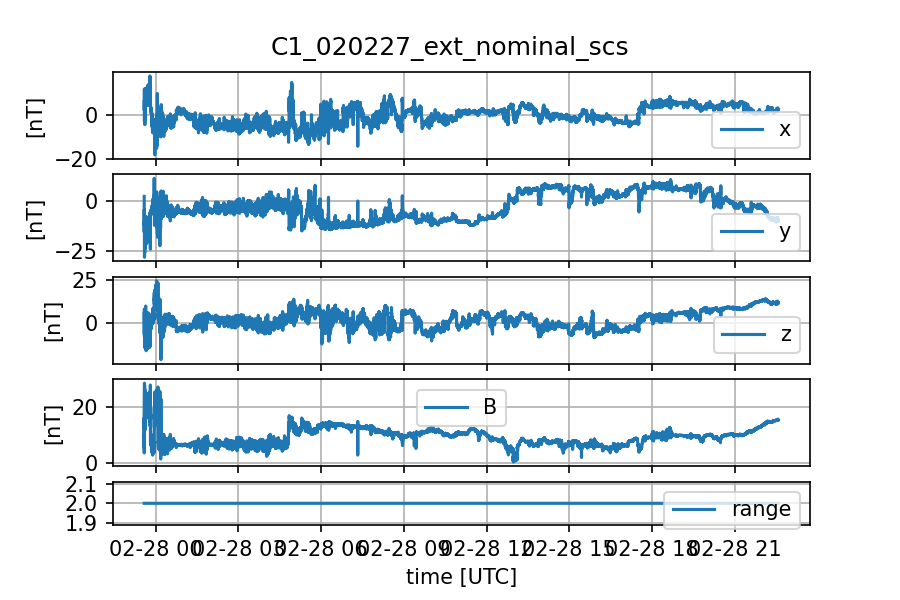 C1_020227_ext_nominal_scs
[nT]
0
−20
x
[nT]
0
−25
y
[nT]
25
0
z
[nT]
20
0
B
2.1
2.0
1.9
range
02-28 00 02-28 03 02-28 06 02-28 09 02-28 12 02-28 15 02-28 18 02-28 21
time [UTC]